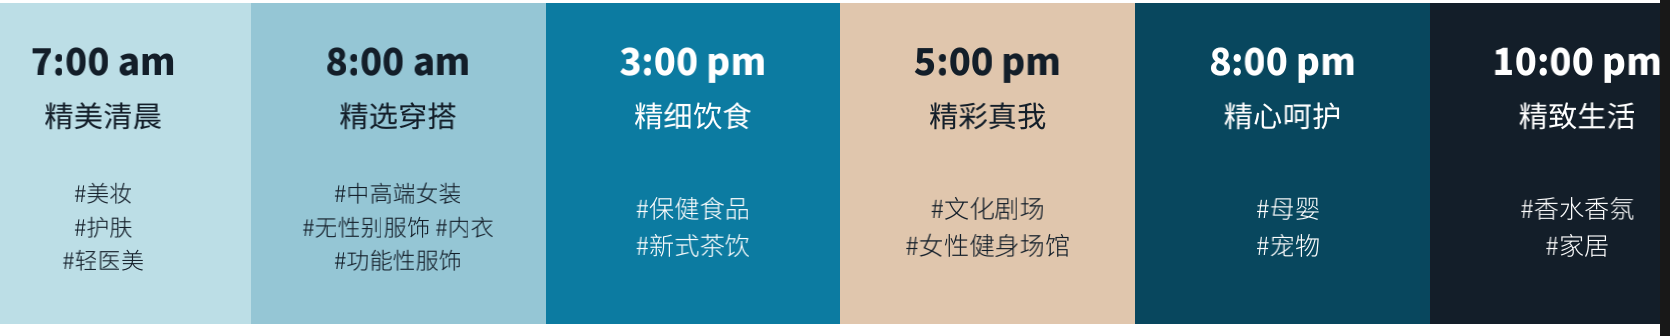 7:00 am
精美清晨
#美妆
#护肤
#轻医美
8:00 am
精选穿搭
#中高端女装
#无性别服饰 #内衣
#功能性服饰
3:00 pm
精细饮食
#保健食品
#新式茶饮
5:00 pm
精彩真我
#文化剧场
#女性健身场馆
8:00 pm
精心呵护
#母婴
#宠物
10:00 pm
精致生活
#香水香氛
#家居